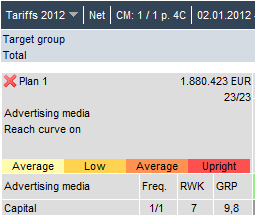 Tariffs 2012 Net CM: 1 / 1 p. 4C 02.01.2012
Target group
Total
Plan 1 1.880.423 EUR
23/23
Advertising media
Reach curve on
Average Low Average Upright
Advertising media Freq. RWK GRP
Capital 1/1 7 9,8